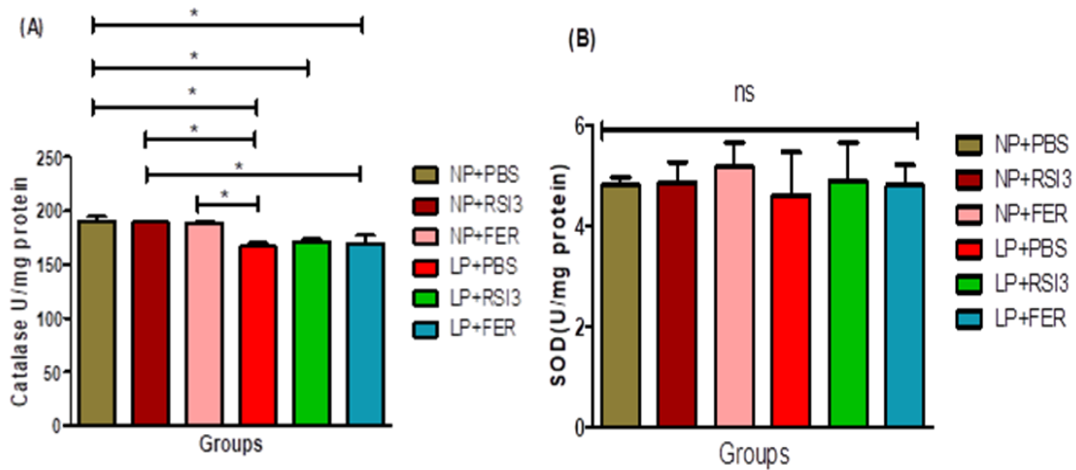 (A)
*
*
*
*
*
*
250
200
150
100
50
0
Catalase U/mg protein
Groups
NP+PBS
NP+RSI3
NP+FER
LP+PBS
LP+RSI3
LP+FER
(B)
ns
6
4
2
0
SOD(U/mg protein)
Groups
NP+PBS
NP+RSI3
NP+FER
LP+PBS
LP+RSI3
LP+FER